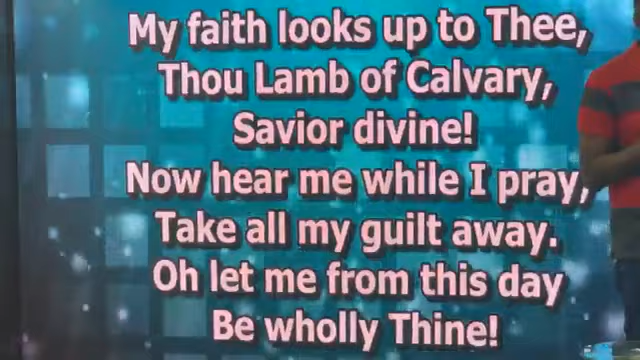 My faith looks up to Thee,
Thou Lamb of Calvary,
Savior divine!
Now hear me while I pray,
Take all my guilt away.
Oh let me from this day
Be wholly Thine!